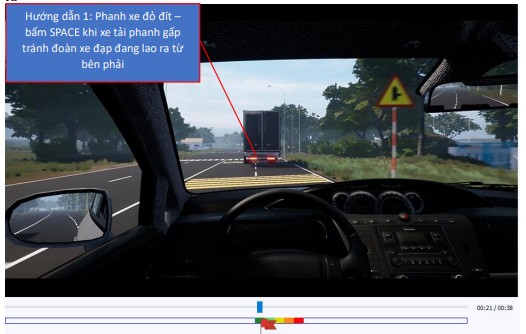 Hướng dẫn 1: Phanh xe đỏ đít –
bấm SPACE khi xe tải phanh gấp
tránh đoàn xe đạp đang lao ra từ
bên phải
00:21 / 00:38